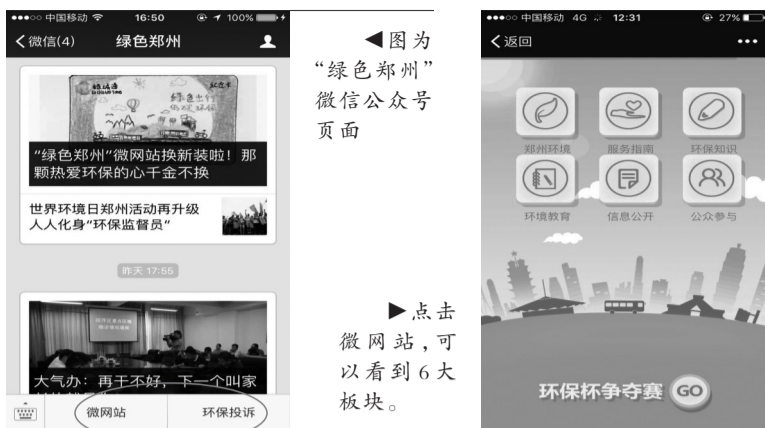 中国移动 16:50 100%
微信(4) 绿色郑州
“绿色郑州”微网站换新装啦！那
颗热爱环保的心千金不换
世界环境日郑州活动再升级
人人化身“环保监督员”
昨天 17:55
大气办：再干不好，下一个叫家
微网站 环保投诉
◀图为
“绿色郑州”
微信公众号
页面
▶点击
微网站，可
以看到6大
板块。
中国移动 4G 12:31 27%
返回
郑州环境 服务指南 环保知识
环境教育 信息公开 公众参与
环保杯争夺赛 GO